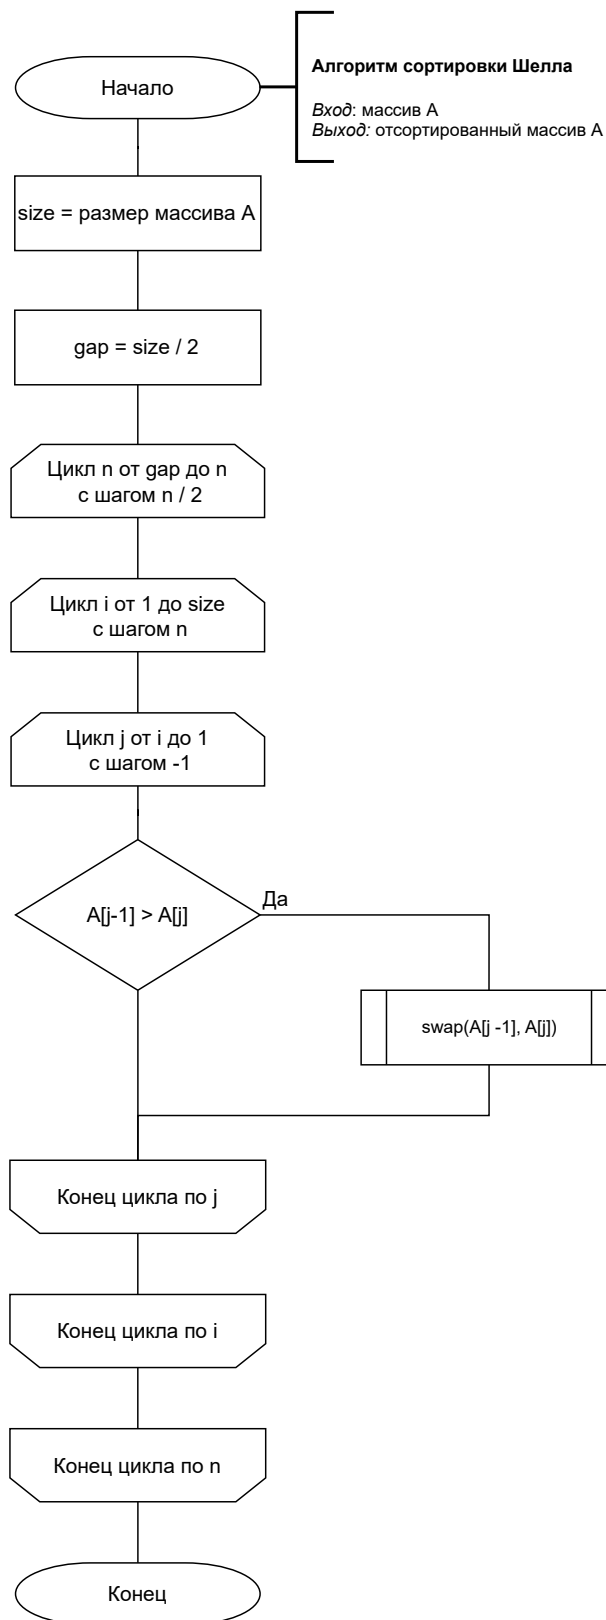 Начало
Алгоритм сортировки Шелла
Вход: массив A
Выход: отсортированный массив A
size = размер массива A
gap = size / 2
Цикл n от gap до n
с шагом n / 2
Цикл i от 1 до size
с шагом n
Цикл j от i до 1
с шагом -1
A[j-1] > A[j]
Да
swap(A[j -1], A[j])
Конец цикла по j
Конец цикла по i
Конец цикла по n
Конец